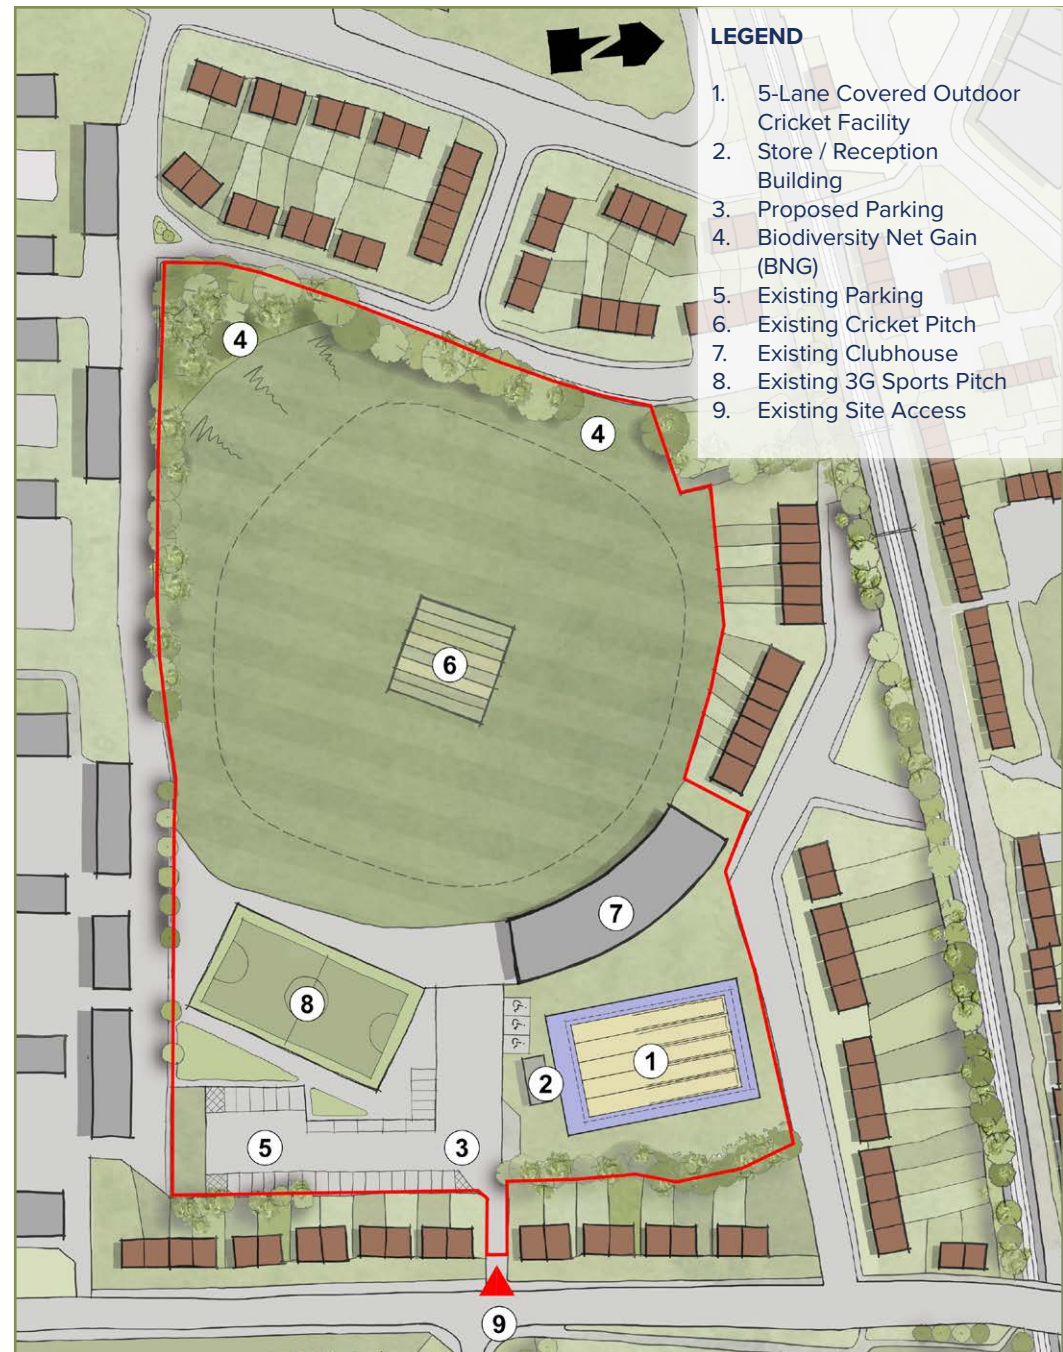 LEGEND
1. 5-Lane Covered Outdoor
Cricket Facility
2. Store / Reception
Building
3. Proposed Parking
4. Biodiversity Net Gain
(BNG)
5. Existing Parking
6. Existing Cricket Pitch
7. Existing Clubhouse
8. Existing 3G Sports Pitch
9. Existing Site Access
4
4
6
7
8
1
2
5
3
9